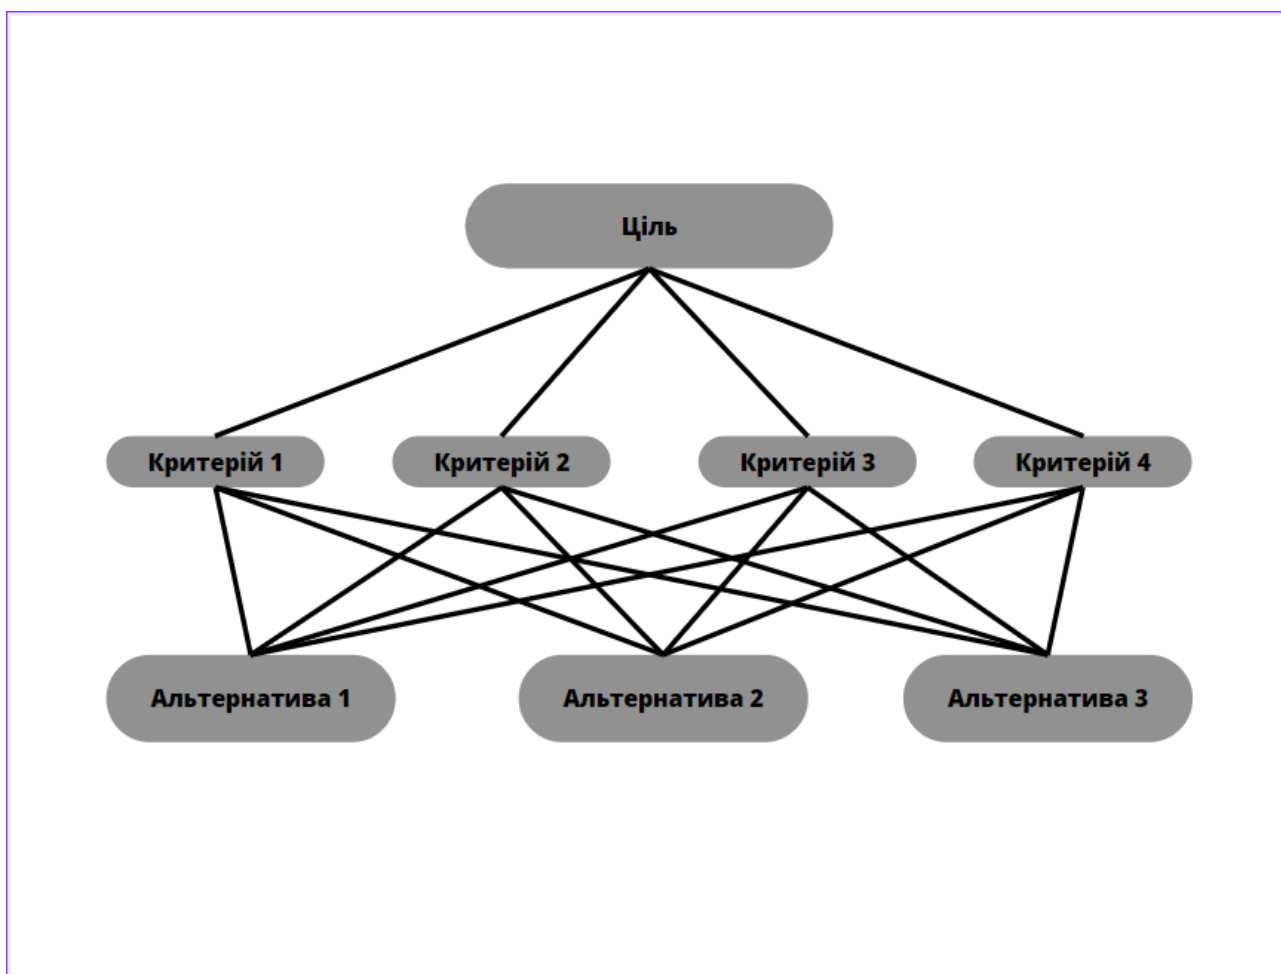 Ціль
Критерій 1
Критерій 2
Критерій 3
Критерій 4
Альтернатива 1
Альтернатива 2
Альтернатива 3